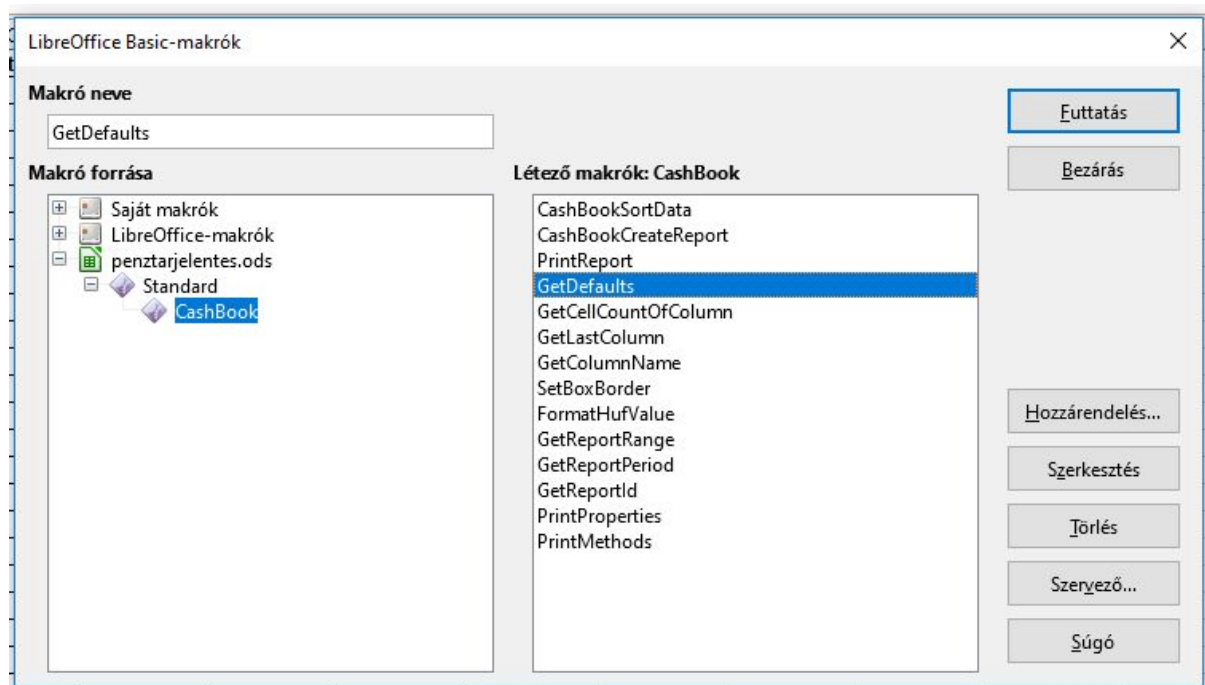 LibreOffice Basic-makrók
Makró neve
GetDefaults
Makró forrása
Saját makrók
LibreOffice-makrók
penztarjelentes.ods
Standard
CashBook
Létező makrók: CashBook
CashBookSortData
CashBookCreateReport
PrintReport
GetDefaults
GetCellCountOfColumn
GetLastColumn
GetColumnName
SetBoxBorder
FormatHufValue
GetReportRange
GetReportPeriod
GetReportId
PrintProperties
PrintMethods
Futtatás
Bezárás
Hozzárendelés...
Szerkesztés
Törlés
Szervező...
Súgó